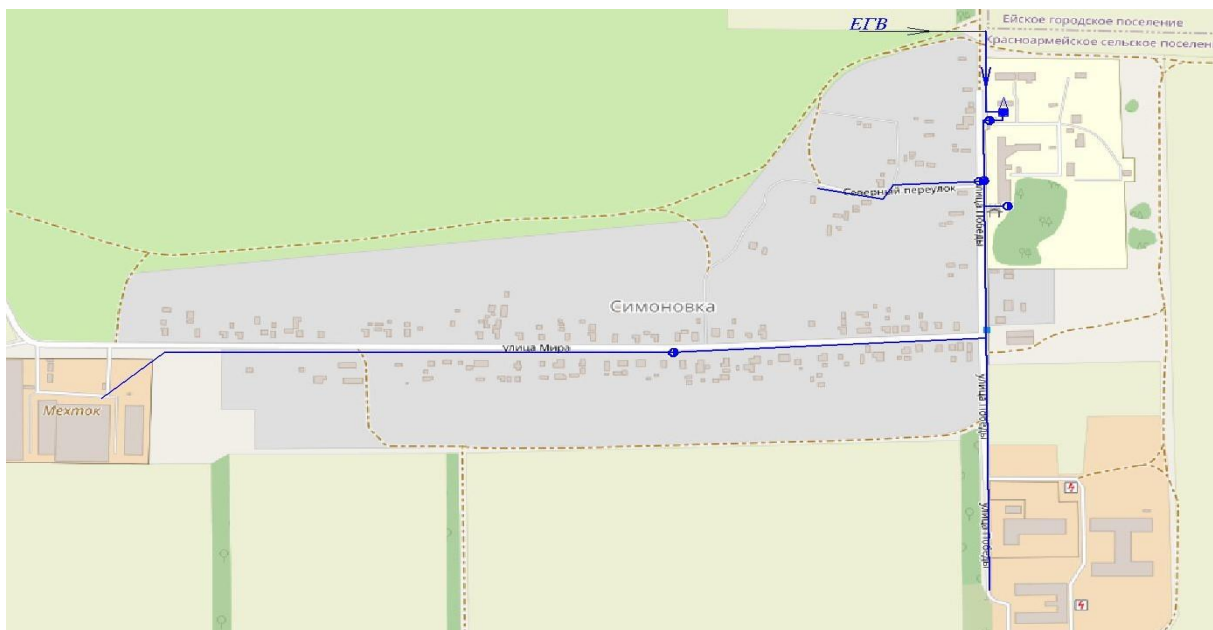 ЕГВ
Ейское городское поселение
Красноармейское сельское поселен
Северный переулок
улица Победы
Симоновка
улица Мира
Мехток
улица Победы
улица Победы